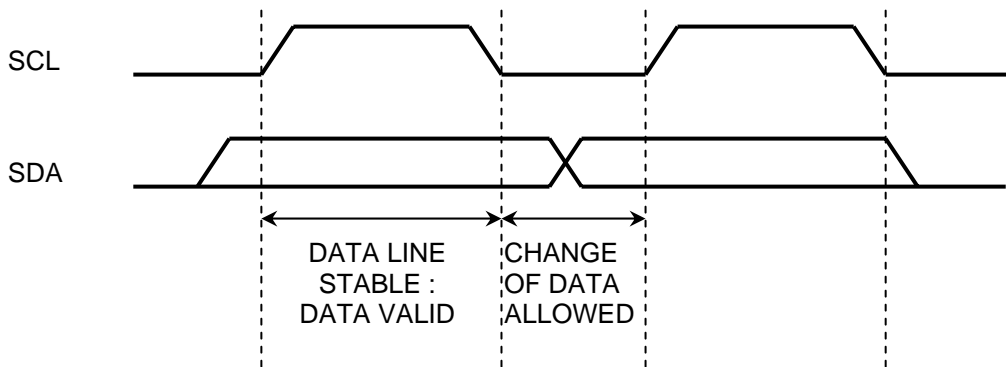 SCL
SDA
DATA LINE
STABLE :
DATA VALID
CHANGE
OF DATA
ALLOWED